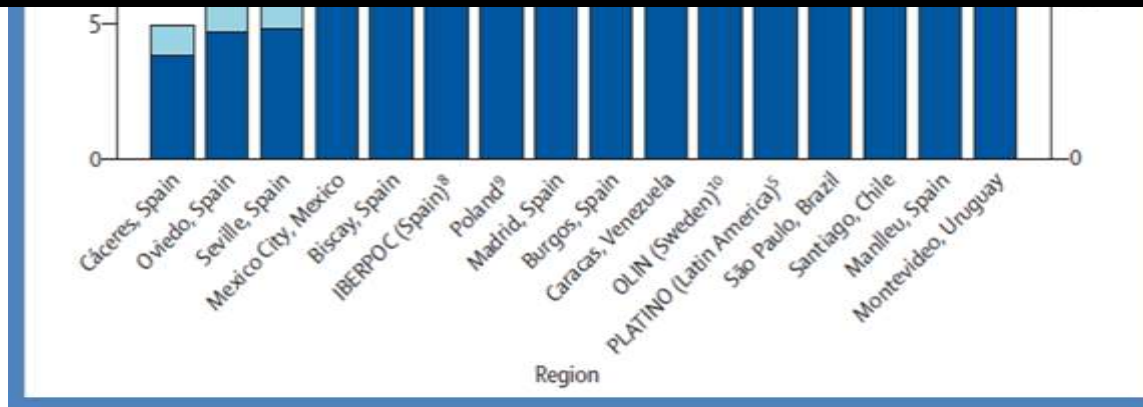 5
0
0
Cáceres, Spain
Oviedo, Spain
Seville, Spain
Mexico City, Mexico
Biscay, Spain
IBERPOC (Spain)⁸
Poland⁹
Madrid, Spain
Burgos, Spain
Caracas, Venezuela
OLIN (Sweden)¹⁰
PLATINO (Latin America)⁵
São Paulo, Brazil
Santiago, Chile
Manlleu, Spain
Montevideo, Uruguay
Region